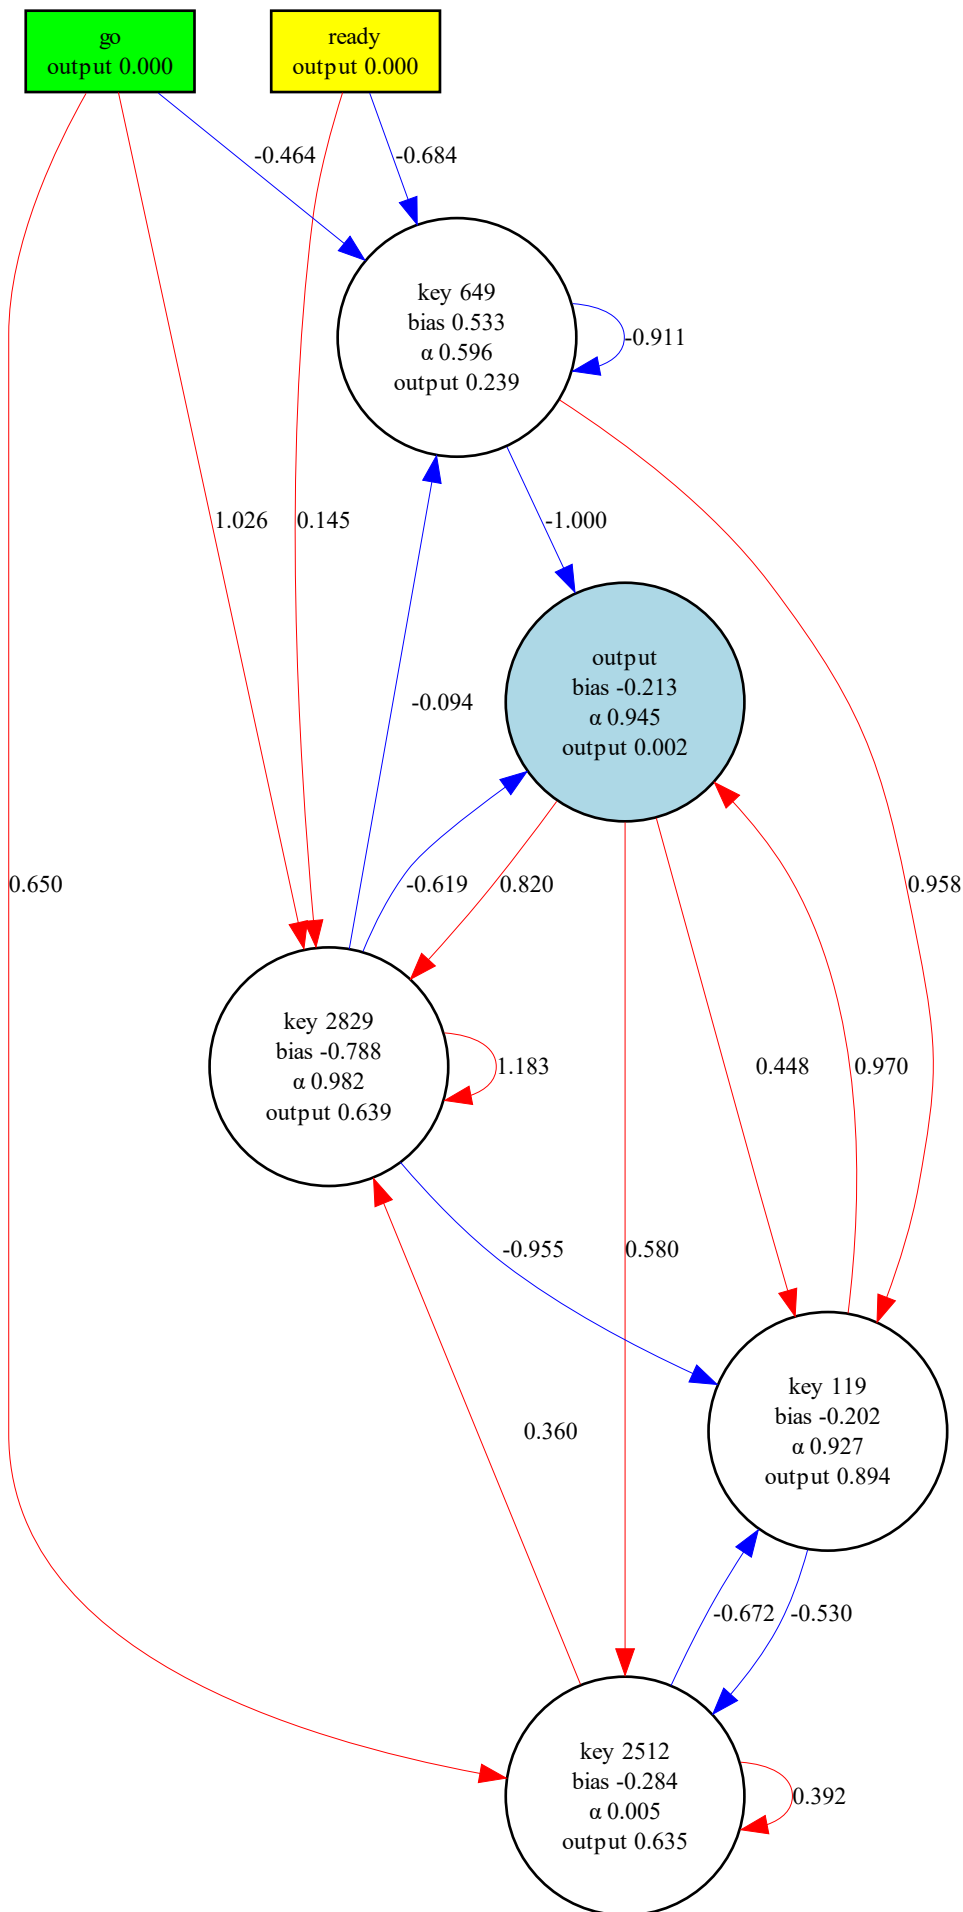 go
output 0.000
ready
output 0.000
-0.464
-0.684
key 649
bias 0.533
α 0.596
output 0.239
-0.911
1.026
0.145
-1.000
output
bias -0.213
α 0.945
output 0.002
-0.094
0.650
-0.619
0.820
0.958
key 2829
bias -0.788
α 0.982
output 0.639
1.183
0.448
0.970
-0.955
0.580
key 119
bias -0.202
α 0.927
output 0.894
0.360
-0.672
-0.530
key 2512
bias -0.284
α 0.005
output 0.635
0.392